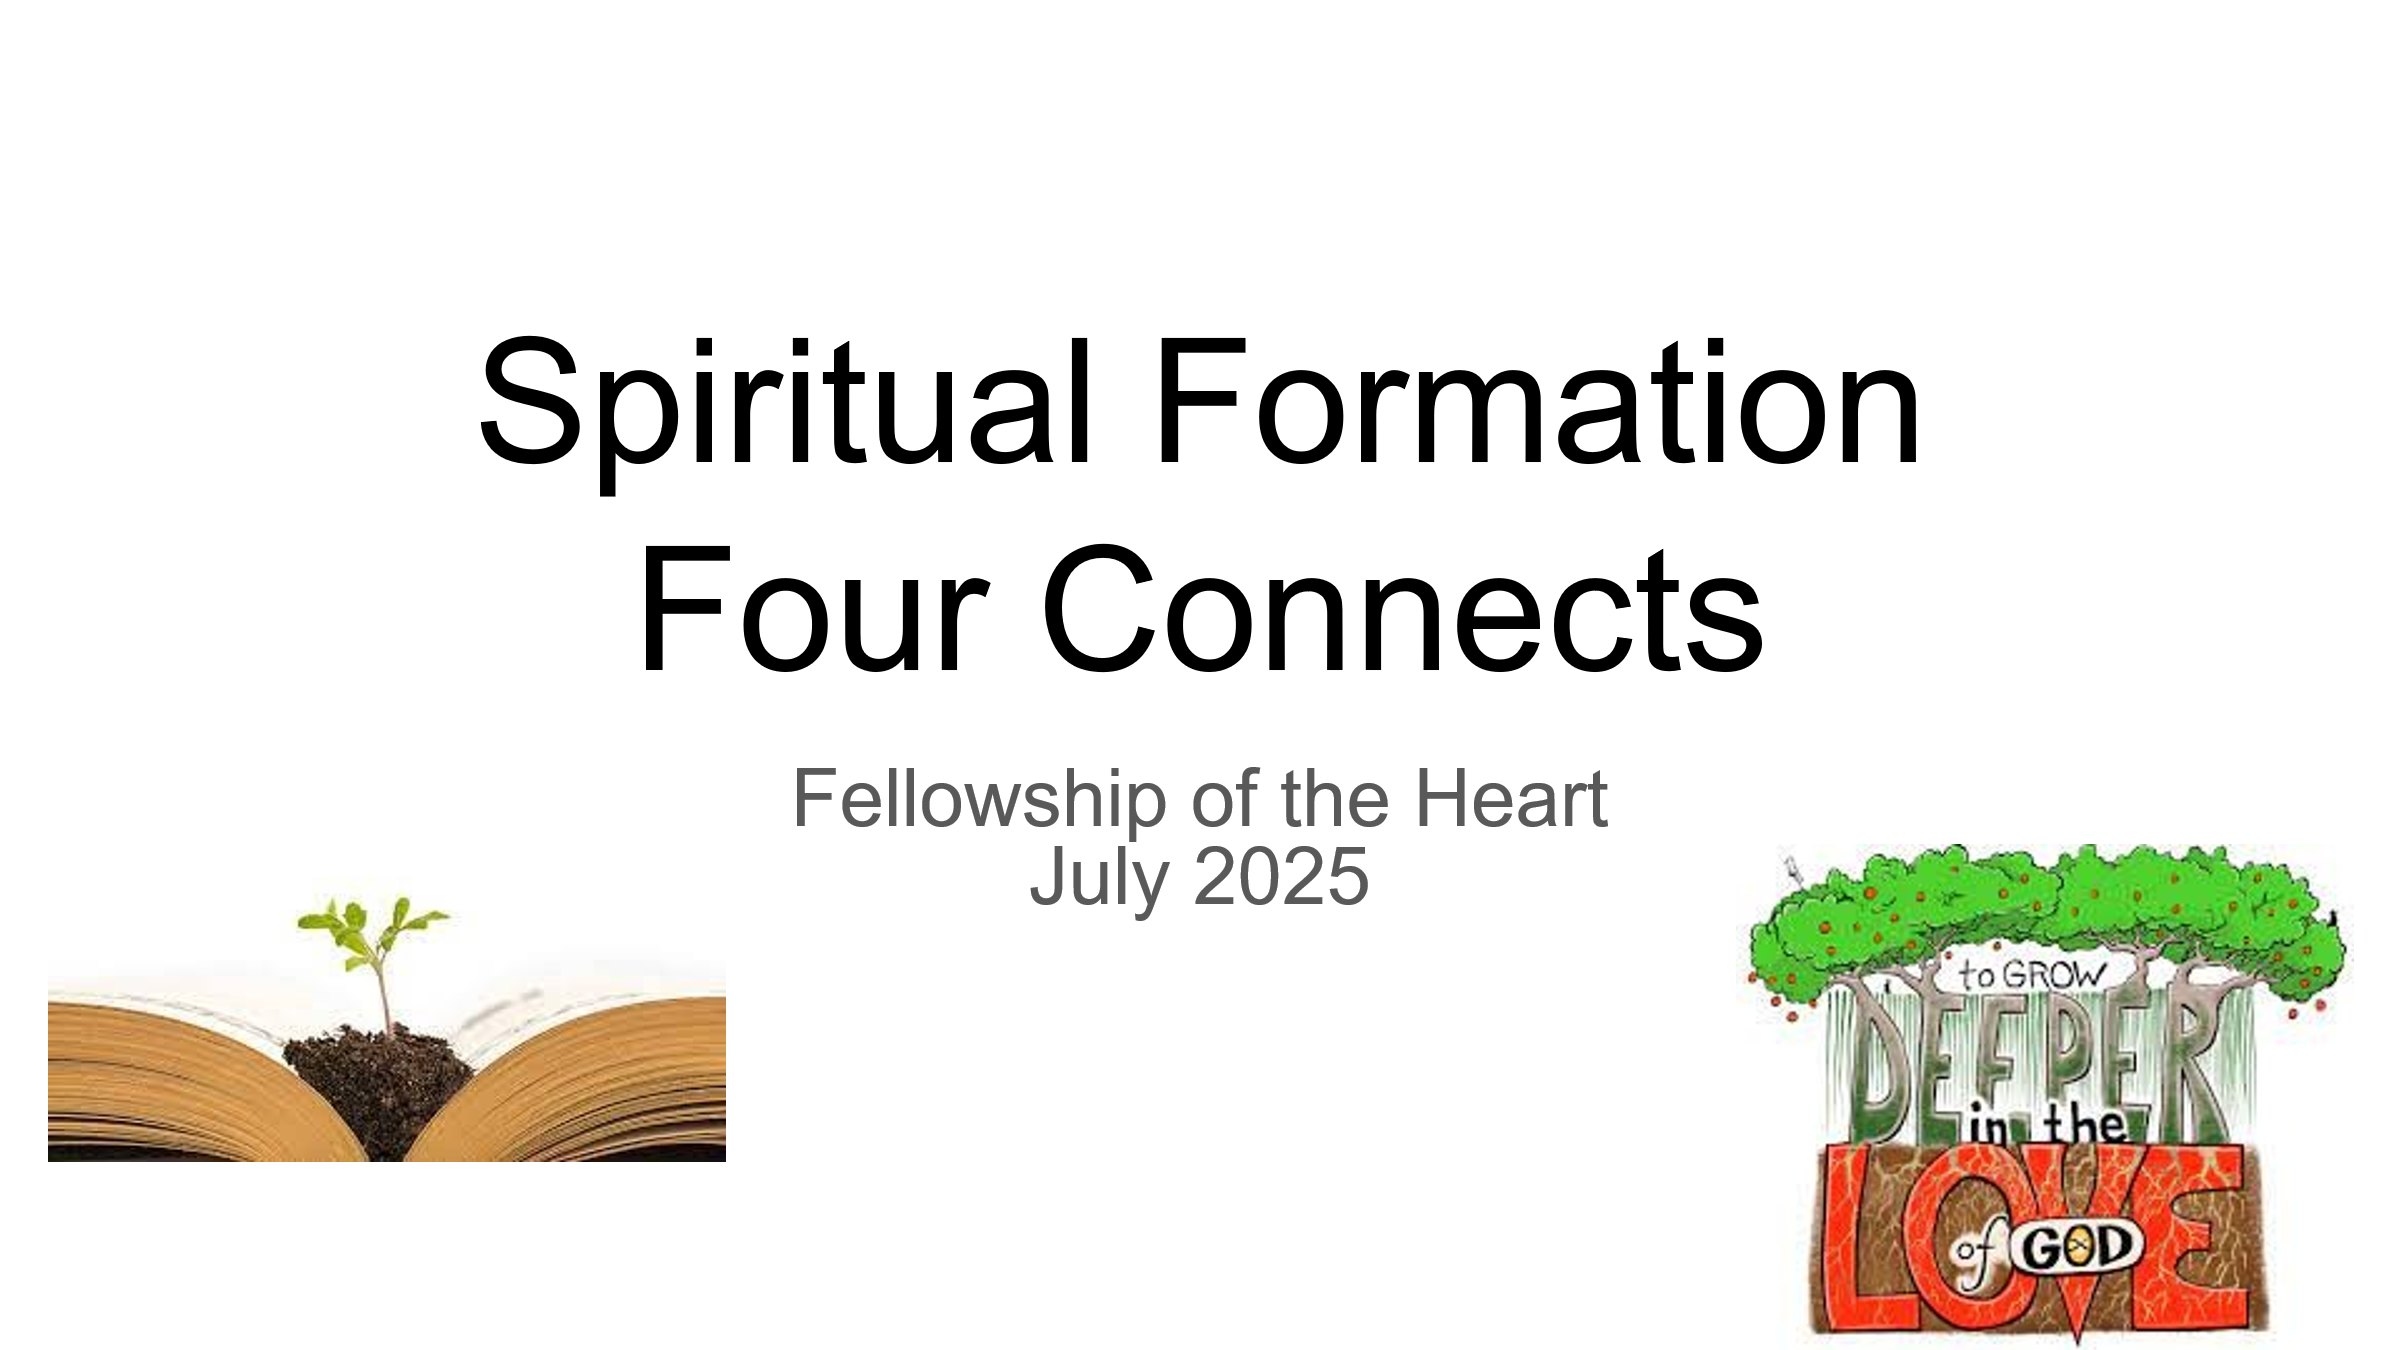 Spiritual Formation
Four Connects
Fellowship of the Heart
July 2025
to GROW
DEEPER
in the
LOVE
of GOD